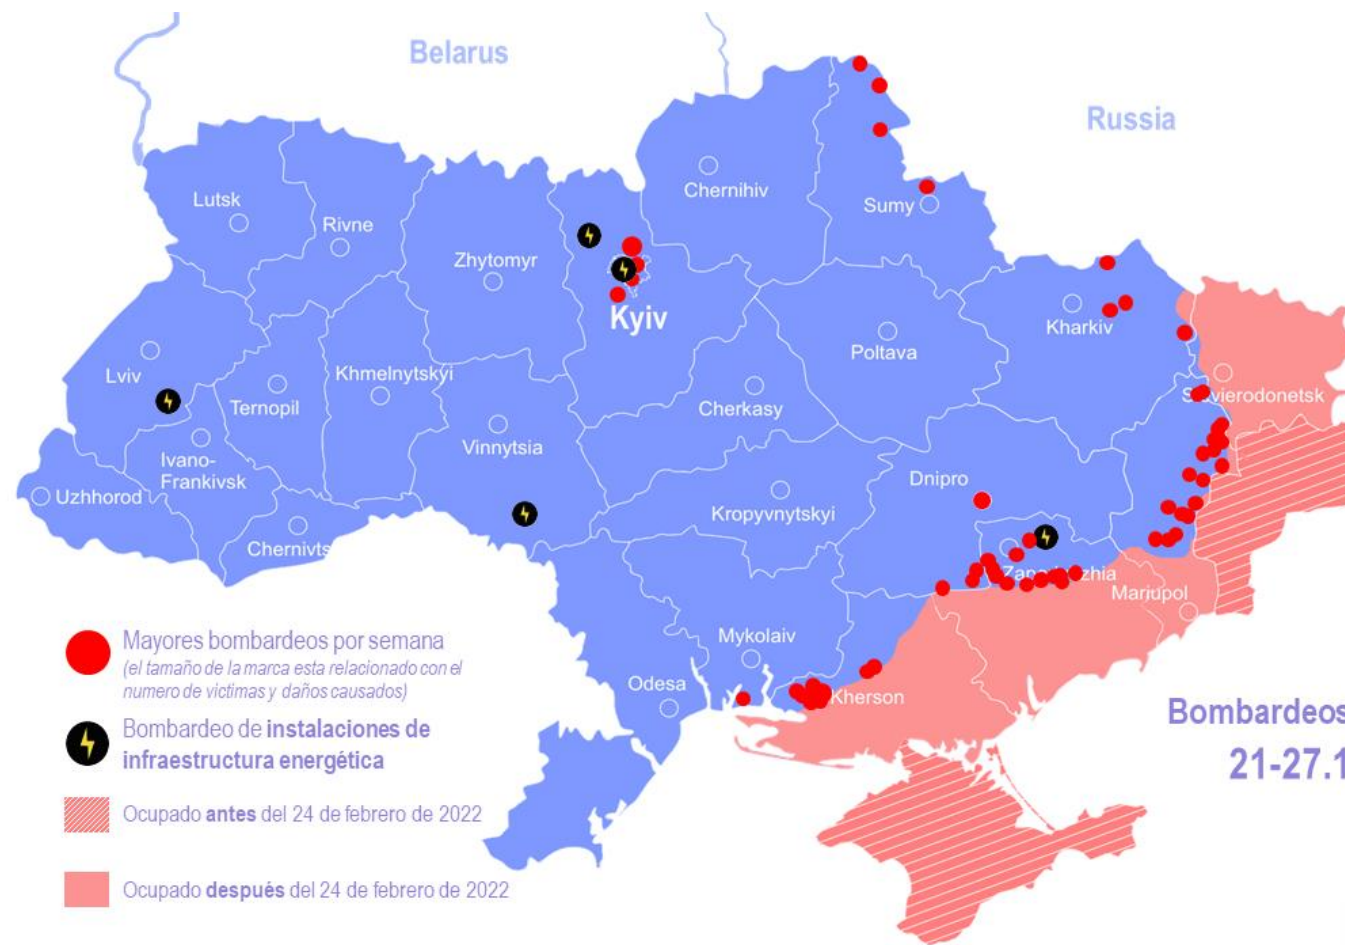 Belarus
Russia
Chernihiv
Lutsk
Sumy
Rivne
Zhytomyr
Kyiv
Kharkiv
Poltava
Lviv
Khmelnytskyi
Ternopil
Cherkasy
Vinnytsia
Ivano-
Frankivsk
Uzhhorod
Dnipro
Kropyvnytskyi
Chernivts
Mariupol
Mykolaiv
Odesa
Kherson
Mayores bombardeos por semana
(el tamaño de la marca esta relacionado con el
numero de victimas y daños causados)
Bombardeo de instalaciones de
infraestructura energética
Ocupado antes del 24 de febrero de 2022
Ocupado después del 24 de febrero de 2022
Bombardeos
21-27.1